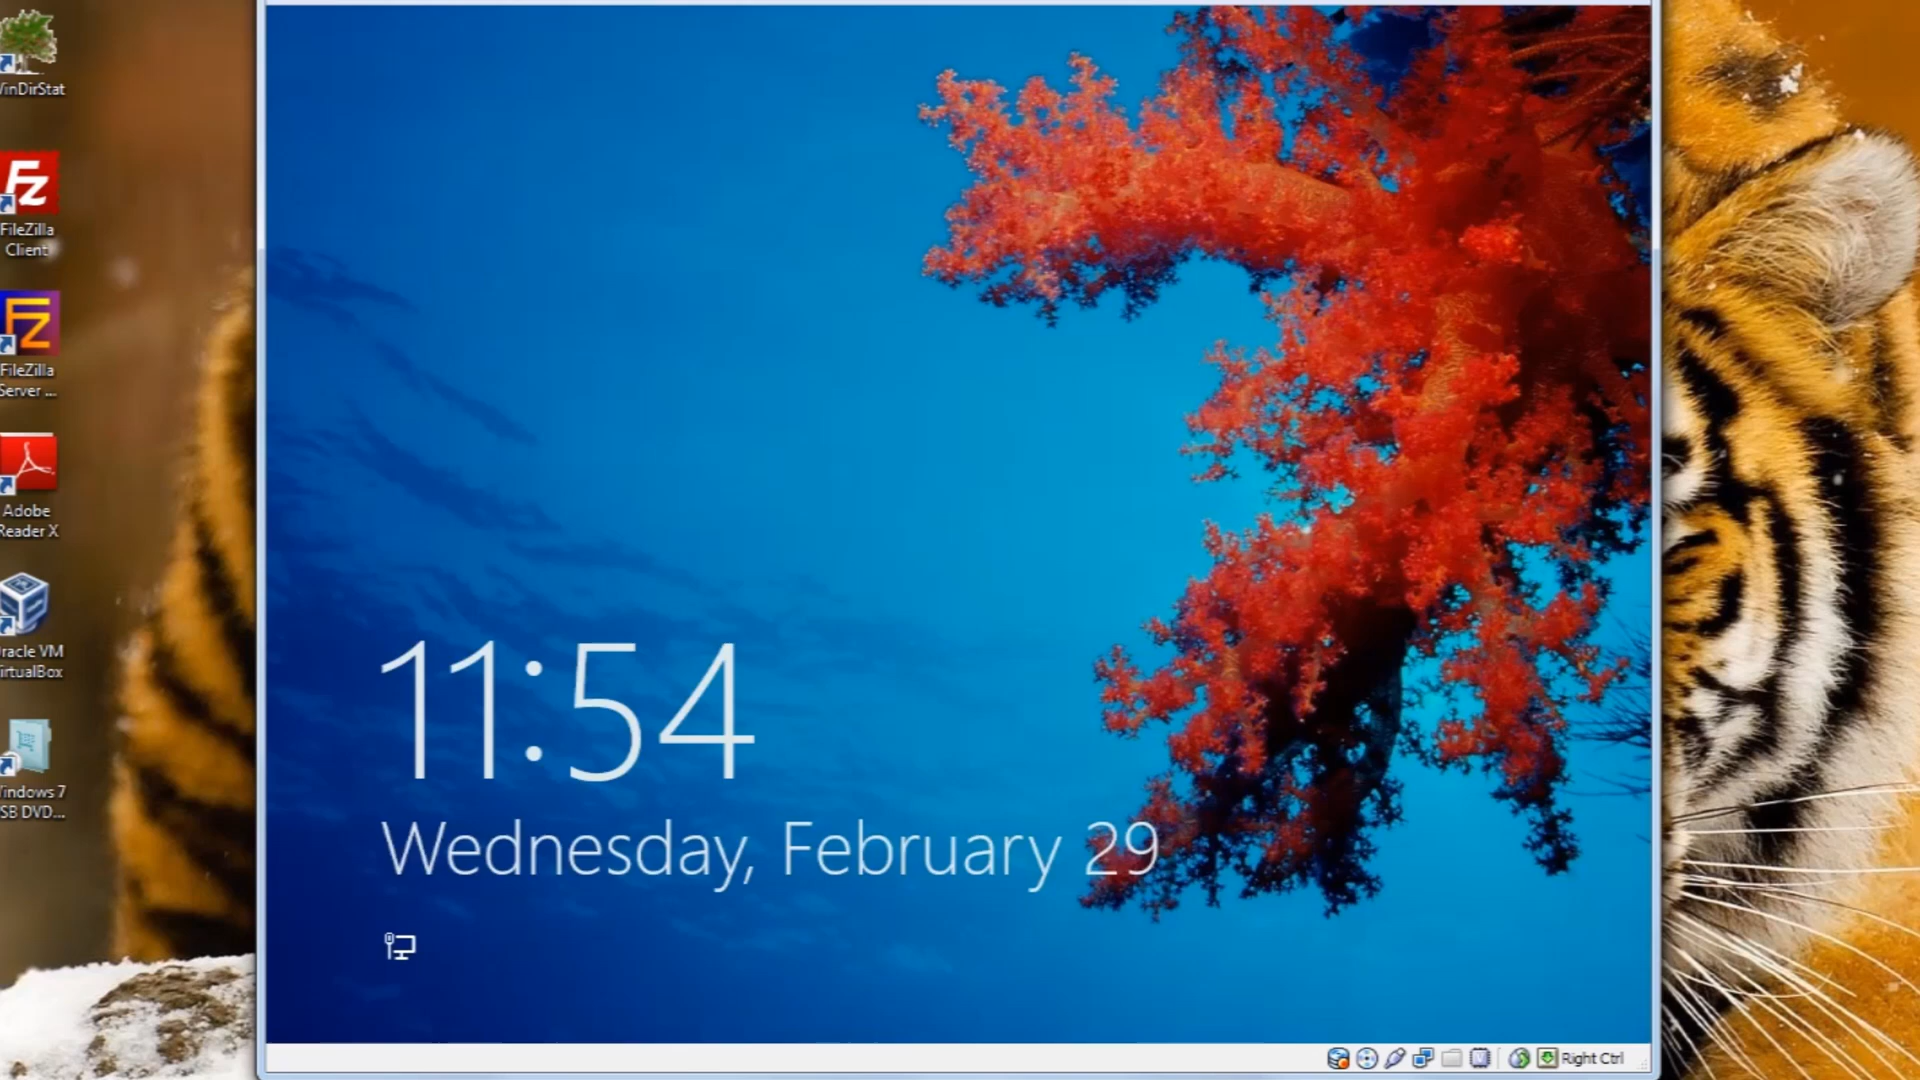 WinDirStat
FileZilla
Client
FileZilla
Server ...
Adobe
Reader X
Oracle VM
VirtualBox
Windows 7
USB DVD...
11:54
Wednesday, February 29
Right Ctrl